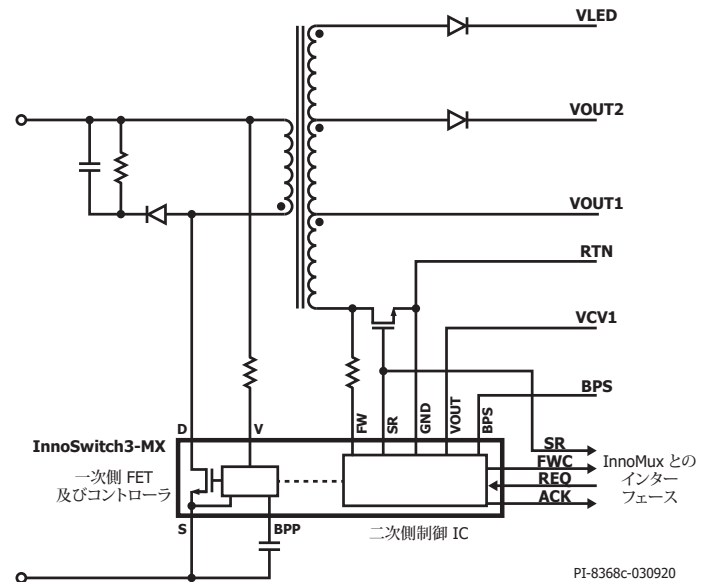 VLED
VOUT2
VOUT1
RTN
VCV1
BPS
FW
SR
GND
VOUT
BPS
D
V
InnoSwitch3-MX
一次側 FET
及びコントローラ
S
BPP
二次側制御 IC
SR
FWC
REQ
ACK
InnoMux との
インター
フェース
PI-8368c-030920